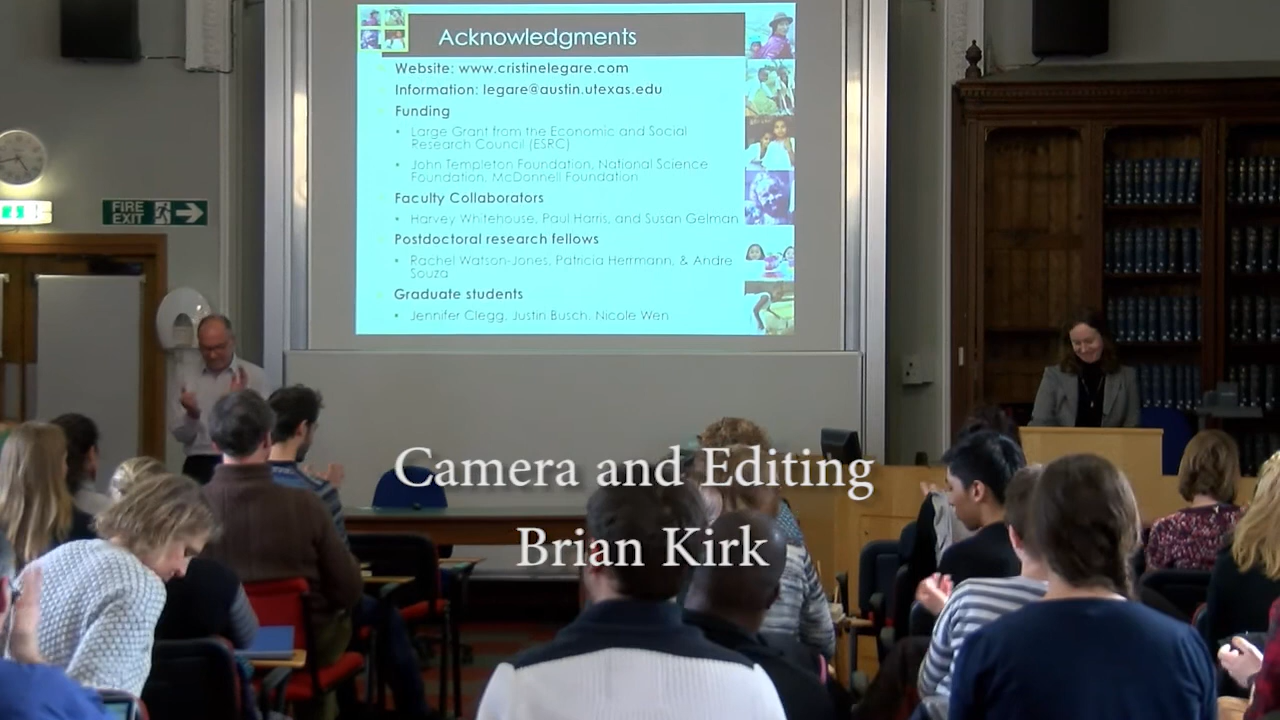 Acknowledgments
Website: www.cristinelegare.com
Information: legare@austin.utexas.edu
Funding
• Large Grant from the Economic and Social
Research Council (ESRC)
• John Templeton Foundation, National Science
Foundation, McDonnell Foundation
Faculty Collaborators
• Harvey Whitehouse, Paul Harris, and Susan Gelman
Postdoctoral research fellows
• Rachel Watson-Jones, Patricia Herrmann, & Andre
Souza
Graduate students
• Jennifer Clegg, Justin Busch, Nicole Wen
FIRE
EXIT
Camera and Editing
Brian Kirk